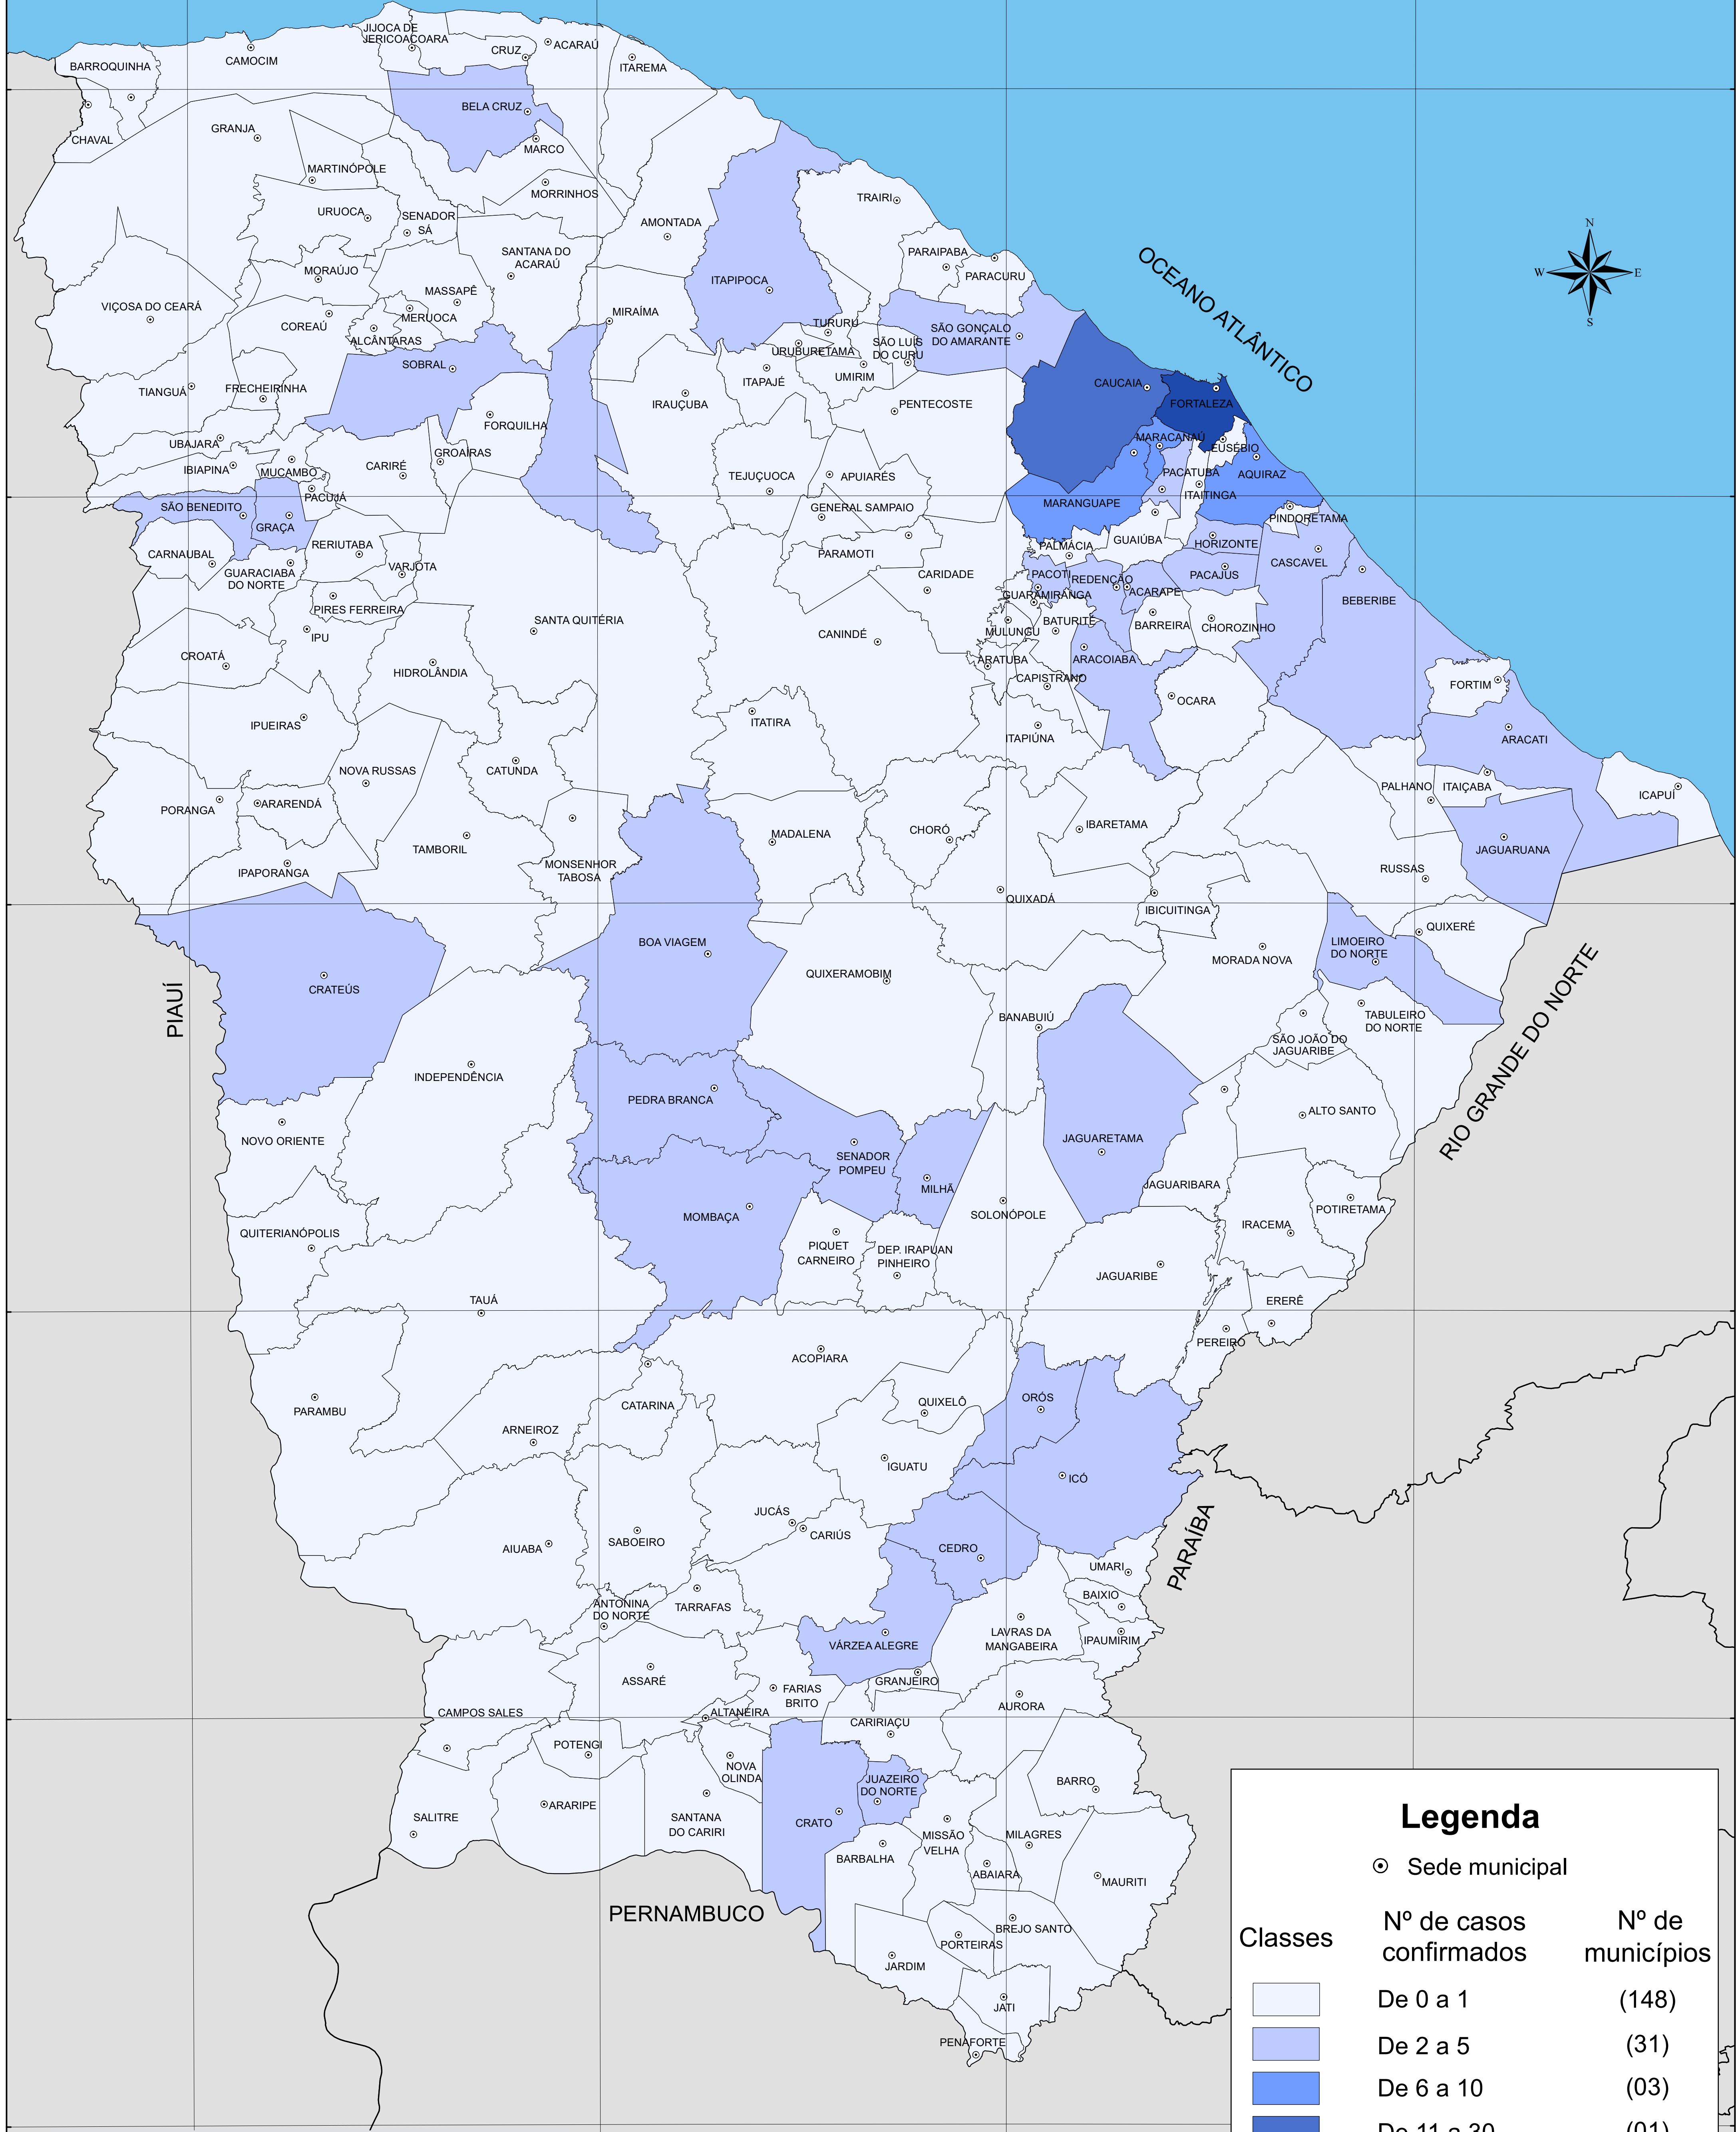 JIJOCA DE
JERICOACOARA
CRUZ
ACARAÚ
BARROQUINHA
CAMOCIM
ITAREMA
BELA CRUZ
CHAVAL
GRANJA
MARCO
MARTINÓPOLE
MORRINHOS
TRAIRI
URUOCA
SENADOR
SÁ
AMONTADA
N
W
E
S
SANTANA DO
ACARAÚ
PARAIPABA
PARACURU
OCEANO ATLÂNTICO
MORAÚJO
ITAPIPOCA
MASSAPÊ
VIÇOSA DO CEARÁ
MERUOCA
MIRAÍMA
COREAÚ
TURURU
SÃO GONÇALO
DO AMARANTE
ALCÂNTARAS
URUBURETAMA
SÃO LUÍS
DO CURU
SOBRAL
ITAPAJÉ
UMIRIM
CAUCAIA
TIANGUÁ
FRECHEIRINHA
IRAUÇUBA
PENTECOSTE
FORTALEZA
FORQUILHA
UBAJARA
MARACANAÚ
EUSÉBIO
GROAÍRAS
IBIAPINA
MUCAMBO
CARIRÉ
TEJUÇUOCA
APUIARÉS
PACATUBA
AQUIRAZ
PACUJÁ
ITAITINGA
SÃO BENEDITO
GENERAL SAMPAIO
MARANGUAPE
PINDORETAMA
GRAÇA
RERIUTABA
PALMÁCIA
GUAIÚBA
HORIZONTE
CARNAUBAL
PARAMOTI
CASCAVEL
GUARACIABA
DO NORTE
VARJOTA
CARIDADE
PACOTI
REDENÇÃO
PACAJUS
ACARAPE
GUARAMIRANGA
BEBERIBE
PIRES FERREIRA
SANTA QUITÉRIA
BATURITÉ
BARREIRA
CHOROZINHO
IPU
CANINDÉ
MULUNGU
CROATÁ
HIDROLÂNDIA
ARATUBA
ARACOIABA
CAPISTRANO
FORTIM
OCARA
IPUEIRAS
ITATIRA
ITAPIÚNA
ARACATI
NOVA RUSSAS
CATUNDA
PALHANO
ITAIÇABA
ICAPUÍ
PORANGA
ARARENDÁ
IBARETAMA
MADALENA
CHORÓ
TAMBORIL
JAGUARUANA
MONSENHOR
TABOSA
IPAPORANGA
RUSSAS
QUIXADÁ
IBICUITINGA
QUIXERÉ
BOA VIAGEM
LIMOEIRO
DO NORTE
MORADA NOVA
QUIXERAMOBIM
CRATEÚS
PIAUÍ
BANABUIÚ
TABULEIRO
DO NORTE
SÃO JOÃO DO
JAGUARIBE
RIO GRANDE DO NORTE
INDEPENDÊNCIA
PEDRA BRANCA
ALTO SANTO
NOVO ORIENTE
JAGUARETAMA
SENADOR
POMPEU
MILHÃ
JAGUARIBARA
MOMBAÇA
SOLONÓPOLE
POTIRETAMA
IRACEMA
QUITERIANÓPOLIS
PIQUET
CARNEIRO
DEP. IRAPUAN
PINHEIRO
JAGUARIBE
TAUÁ
ERERÊ
PEREIRO
ACOPIARA
ORÓS
QUIXELÔ
CATARINA
PARAMBU
ARNEIROZ
IGUATU
ICÓ
JUCÁS
CARIÚS
PARAÍBA
AIUABA
SABOEIRO
CEDRO
UMARI
BAIXIO
ANTONINA
DO NORTE
TARRAFAS
LAVRAS DA
MANGABEIRA
IPAUMIRIM
VÁRZEA ALEGRE
ASSARÉ
GRANJEIRO
FARIAS
BRITO
AURORA
CAMPOS SALES
ALTANEIRA
CARIRIAÇU
POTENGI
NOVA
OLINDA
JUAZEIRO
DO NORTE
BARRO
ARARIPE
SALITRE
SANTANA
DO CARIRI
CRATO
MISSÃO
VELHA
MILAGRES
BARBALHA
ABAIARA
MAURITI
PERNAMBUCO
BREJO SANTO
PORTEIRAS
JARDIM
JATI
PENAFORTE
Legenda
Sede municipal
Classes
Nº de casos
confirmados
Nº de
municípios
De 0 a 1
(148)
De 2 a 5
(31)
De 6 a 10
(03)
De 11 a 30
(01)